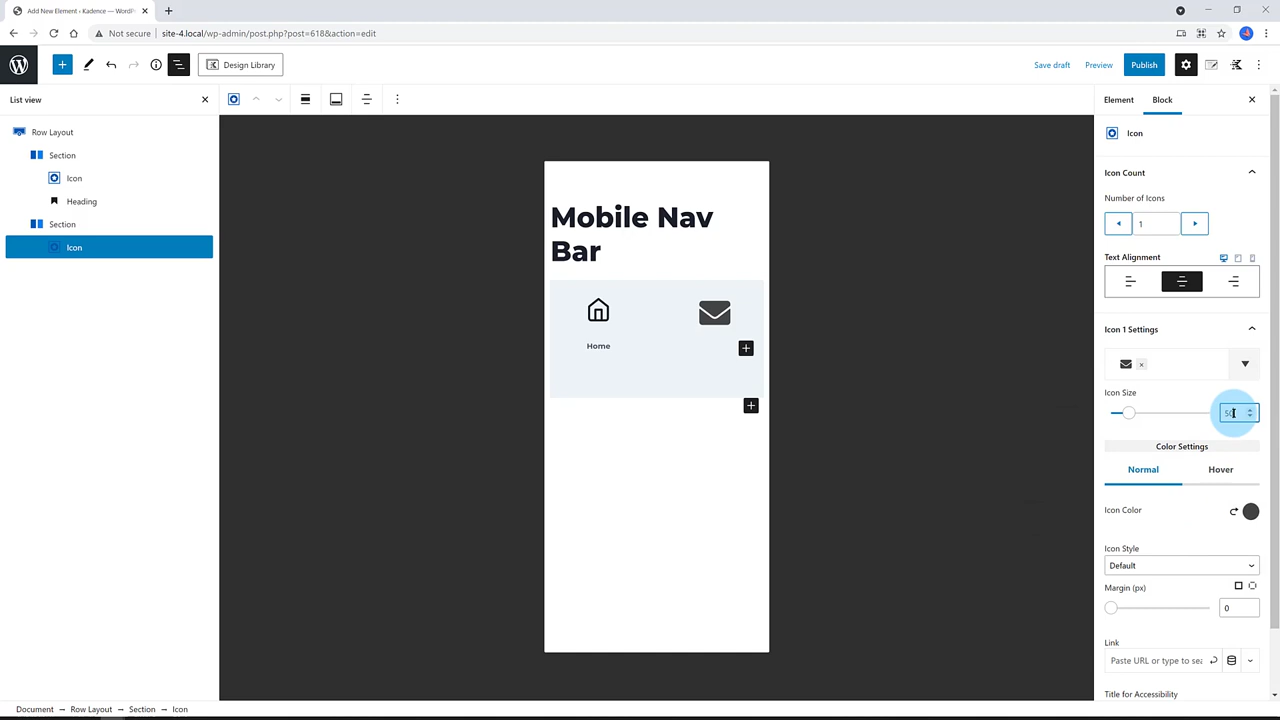 Add New Element ‹ Kadence — WordPr
Not secure
site-4.local/wp-admin/post.php?post=618&action=edit
Design Library
Save draft
Preview
Publish
List view
Element
Block
Row Layout
Icon
Section
Icon
Icon Count
Heading
Number of Icons
Section
1
Icon
Text Alignment
Mobile Nav
Bar
Icon 1 Settings
Home
Icon Size
50
Color Settings
Normal
Hover
Icon Color
Icon Style
Default
Margin (px)
0
Link
Paste URL or type to sea
Title for Accessibility
Document → Row Layout → Section → Icon